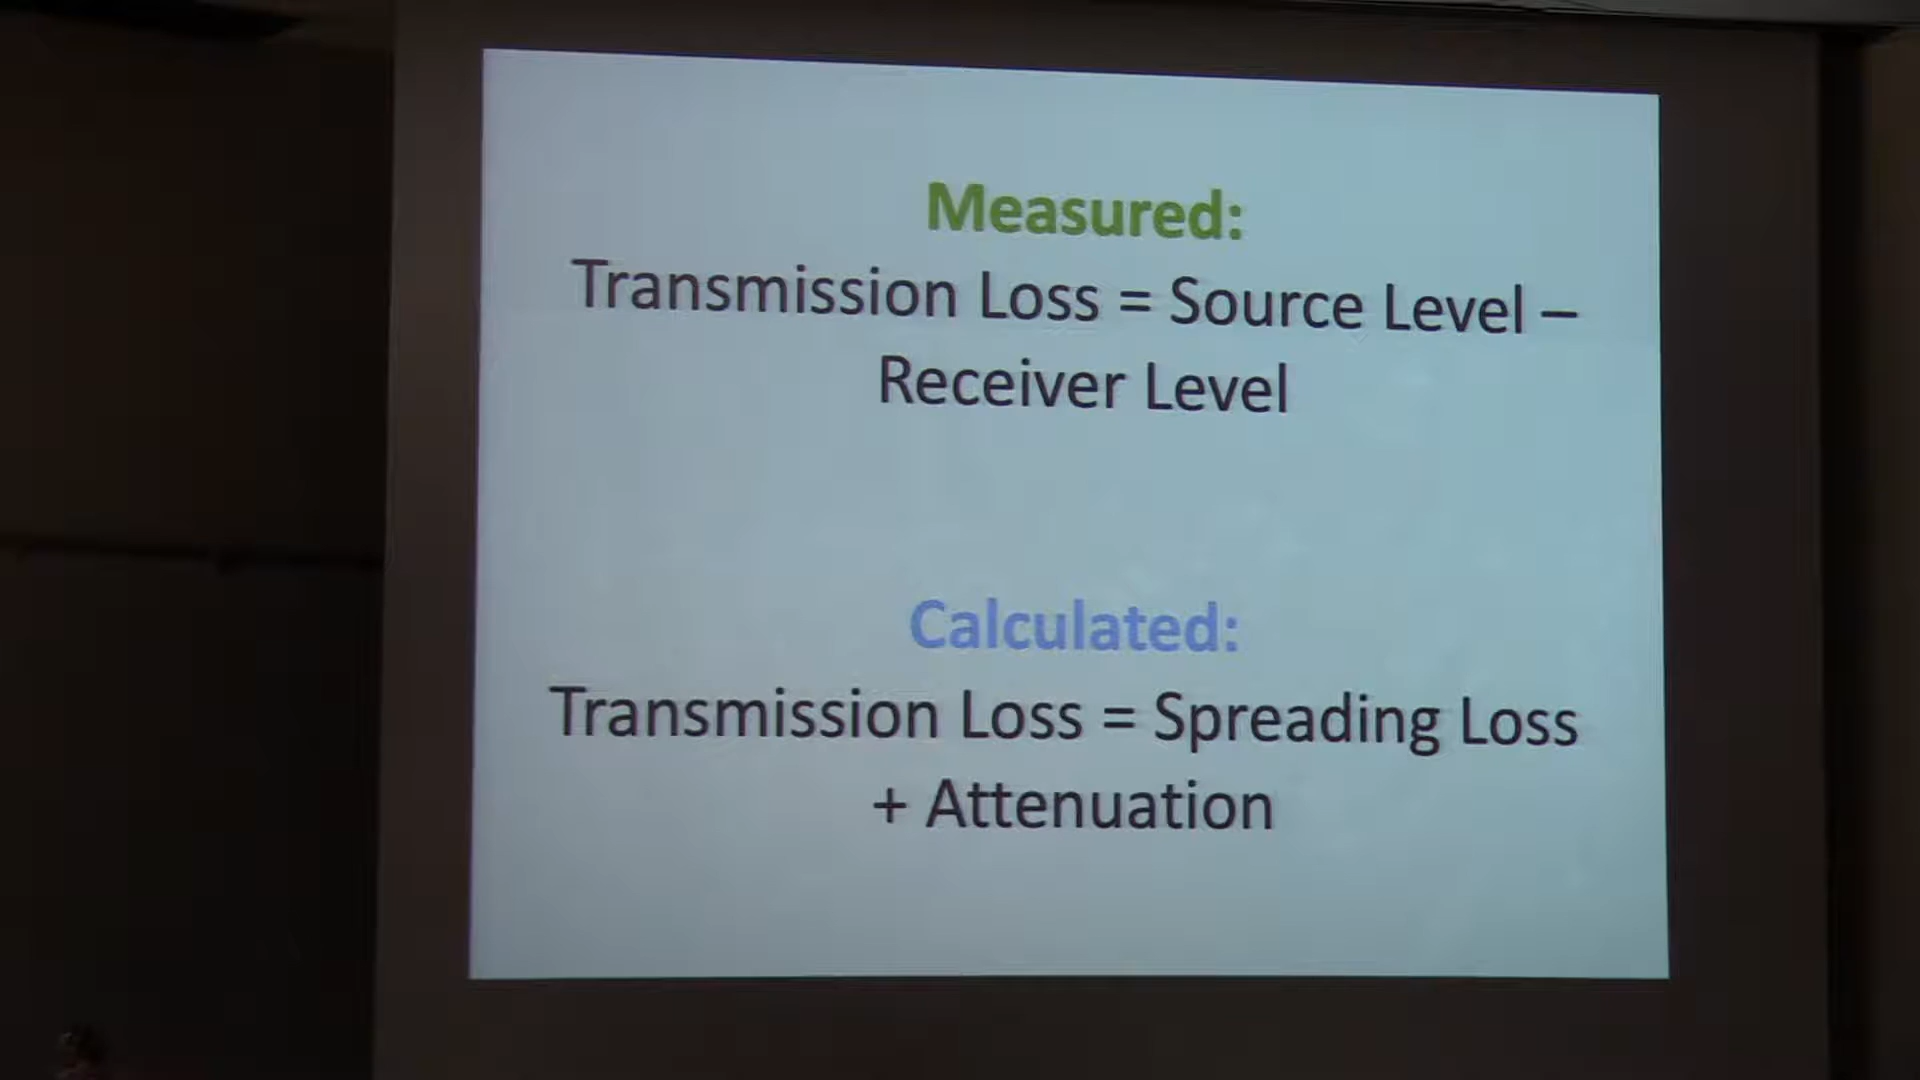 Measured:
Transmission Loss = Source Level –
Receiver Level
Calculated:
Transmission Loss = Spreading Loss
+ Attenuation